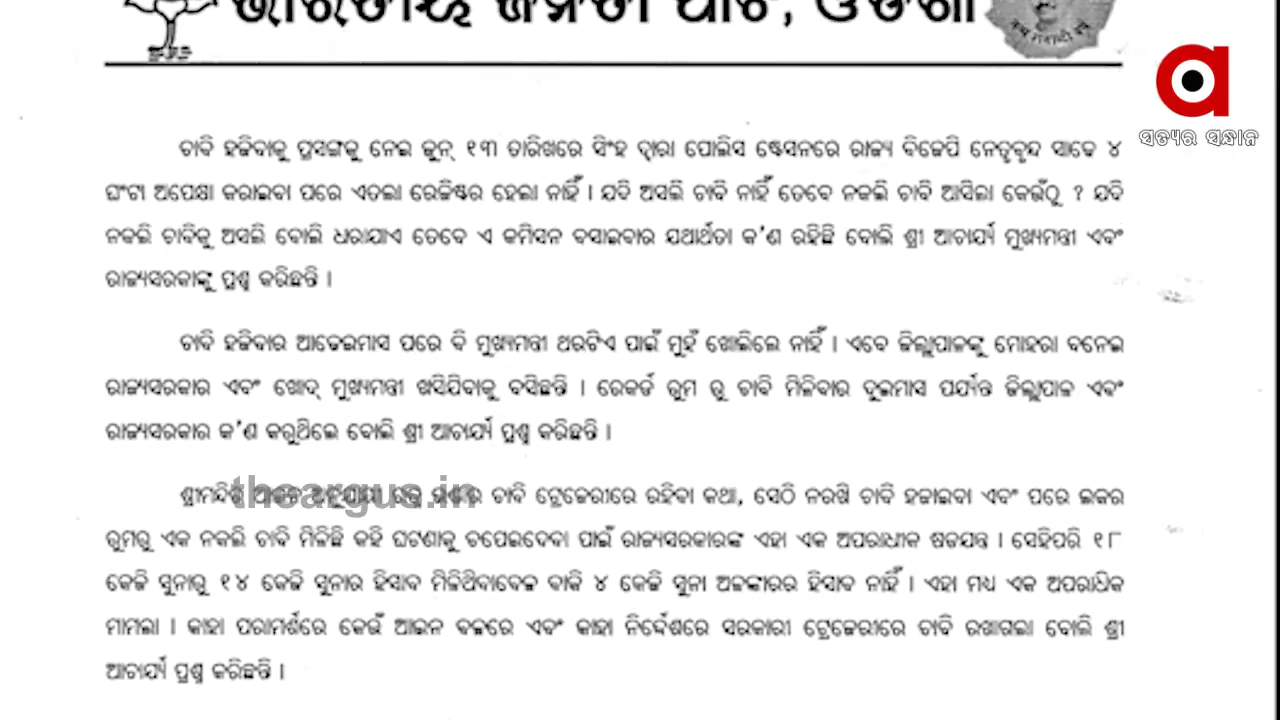 ଭାରତୀୟ ଜନତା ପାର୍ଟି, ଓଡିଶା
ସତ୍ୟର ସନ୍ଧାନ
ଚାବି ହଜିବାକୁ ପ୍ରସଙ୍ଗକୁ ନେଇ ଜୁନ୍ ୧୩ ତାରିଖରେ ସିଂହ ଦ୍ୱାରା ପୋଲିସ ଷ୍ଟେସନରେ ରାଜ୍ୟ ବିଜେପି ନେତୃବୃନ୍ଦ ସାଢେ ୪
ଘଂଟା ଅପେକ୍ଷା କରାଇବା ପରେ ଏତଲା ରେଜିଷ୍ଟର ହେଲା ନାହିଁ । ଯଦି ଅସଲି ଚାବି ନାହିଁ ତେବେ ନକଲି ଚାବି ଆସିଲା କେଉଁଠୁ ? ଯଦି
ନକଲି ଚାବିକୁ ଅସଲି ବୋଲି ଧରାଯାଏ ତେବେ ଏ କମିସନ ବସାଇବାର ଯଥାର୍ଥତା କ'ଣ ରହିଛି ବୋଲି ଶ୍ରୀ ଆଚାର୍ଯ୍ୟ ମୁଖ୍ୟମନ୍ତ୍ରୀ ଏବଂ
ରାଜ୍ୟସରକାଙ୍କୁ ପ୍ରଶ୍ନ କରିଛନ୍ତି ।
ଚାବି ହଜିବାର ଆଢେଇମାସ ପରେ ବି ମୁଖ୍ୟମନ୍ତ୍ରୀ ଥରଟିଏ ପାଇଁ ମୁହଁ ଖୋଲିଲେ ନାହିଁ । ଏବେ ଜିଲ୍ଲାପାଳଙ୍କୁ ମୋହରା ବନେଇ
ରାଜ୍ୟସରକାର ଏବଂ ଖୋଦ୍ ମୁଖ୍ୟମନ୍ତ୍ରୀ ଖସିଯିବାକୁ ବସିଛନ୍ତି । ରେକର୍ଡ ରୁମ ରୁ ଚାବି ମିଳିବାର ଦୁଇମାସ ପର୍ଯ୍ୟନ୍ତ ଜିଲ୍ଲାପାଳ ଏବଂ
ରାଜ୍ୟସରକାର କ'ଣ କରୁଥିଲେ ବୋଲି ଶ୍ରୀ ଆଚାର୍ଯ୍ୟ ପ୍ରଶ୍ନ କରିଛନ୍ତି ।
ଶ୍ରୀମନ୍ଦିର ଚାବି ଟ୍ରେଜେରୀରେ ରହିବା କଥା, ସେଠି ନରଖି ଚାବି ହଜାଇବା ଏବଂ ପରେ ଇକର
theargus.in
ରୁମରୁ ଏକ ନକଲି ଚାବି ମିଳିଛି କହି ଘଟଣାକୁ ଚପେଇଦେବା ପାଇଁ ରାଜ୍ୟସରକାରଙ୍କ ଏହା ଏକ ଅପରାଧୀକ ଷଡଯନ୍ତ୍ର । ସେହିପରି ୧୮
କେଜି ସୁନାରୁ ୧୪ କେଜି ସୁନାର ହିସାବ ମିଳିଥିବାବେଳେ ବାକି ୪ କେଜି ସୁନା ଅଳଙ୍କାରର ହିସାବ ନାହିଁ । ଏହା ମଧ୍ୟ ଏକ ଅପରାଧିକ
ମାମଲା । କାହା ପରାମର୍ଶରେ କେଉଁ ଆଇନ ବଳରେ ଏବଂ କାହା ନିର୍ଦ୍ଦେଶରେ ସରକାରୀ ଟ୍ରେଜେରୀରେ ଚାବି ରଖାଗଲା ବୋଲି ଶ୍ରୀ
ଆଚାର୍ଯ୍ୟ ପ୍ରଶ୍ନ କରିଛନ୍ତି ।